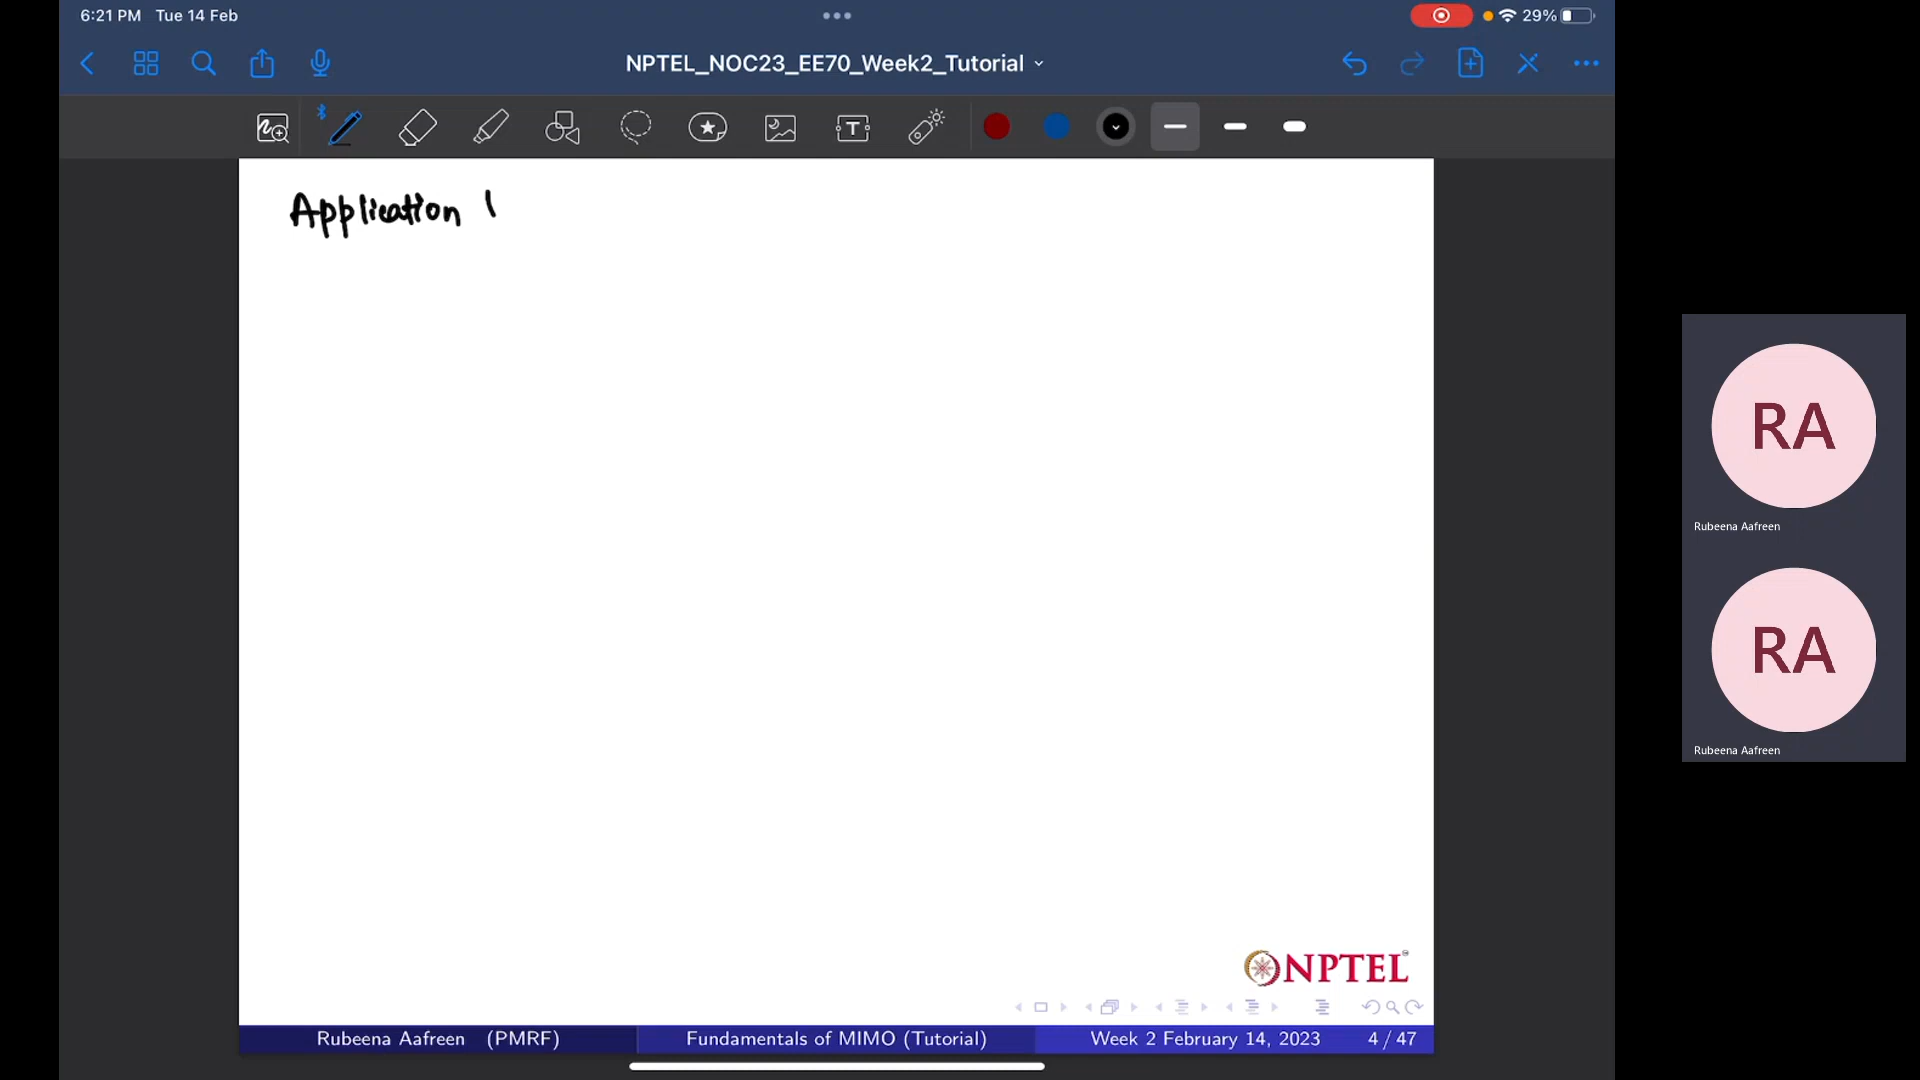 6:21 PM Tue 14 Feb
29%
NPTEL_NOC23_EE70_Week2_Tutorial
T
Application
RA
Rubeena Aafreen
RA
Rubeena Aafreen
NPTEL
Rubeena Aafreen (PMRF) Fundamentals of MIMO (Tutorial) Week 2 February 14, 2023 4 / 47